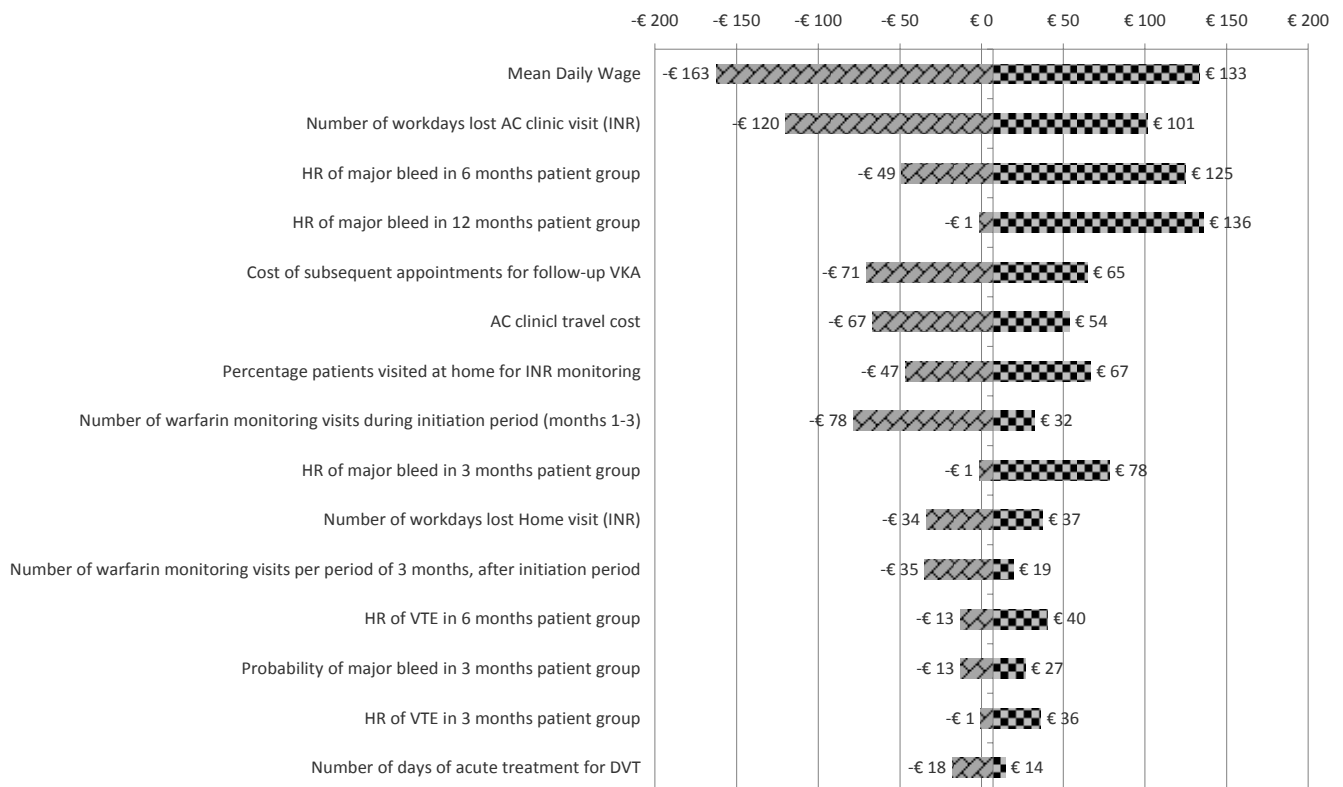 -€ 200 -€ 150 -€ 100 -€ 50 € 0 € 50 € 100 € 150 € 200
Mean Daily Wage -€ 163 € 133
Number of workdays lost AC clinic visit (INR) -€ 120 € 101
HR of major bleed in 6 months patient group -€ 49 € 125
HR of major bleed in 12 months patient group -€ 1 € 136
Cost of subsequent appointments for follow-up VKA -€ 71 € 65
AC clinicl travel cost -€ 67 € 54
Percentage patients visited at home for INR monitoring -€ 47 € 67
Number of warfarin monitoring visits during initiation period (months 1-3) -€ 78 € 32
HR of major bleed in 3 months patient group -€ 1 € 78
Number of workdays lost Home visit (INR) -€ 34 € 37
Number of warfarin monitoring visits per period of 3 months, after initiation period -€ 35 € 19
HR of VTE in 6 months patient group -€ 13 € 40
Probability of major bleed in 3 months patient group -€ 13 € 27
HR of VTE in 3 months patient group -€ 1 € 36
Number of days of acute treatment for DVT -€ 18 € 14